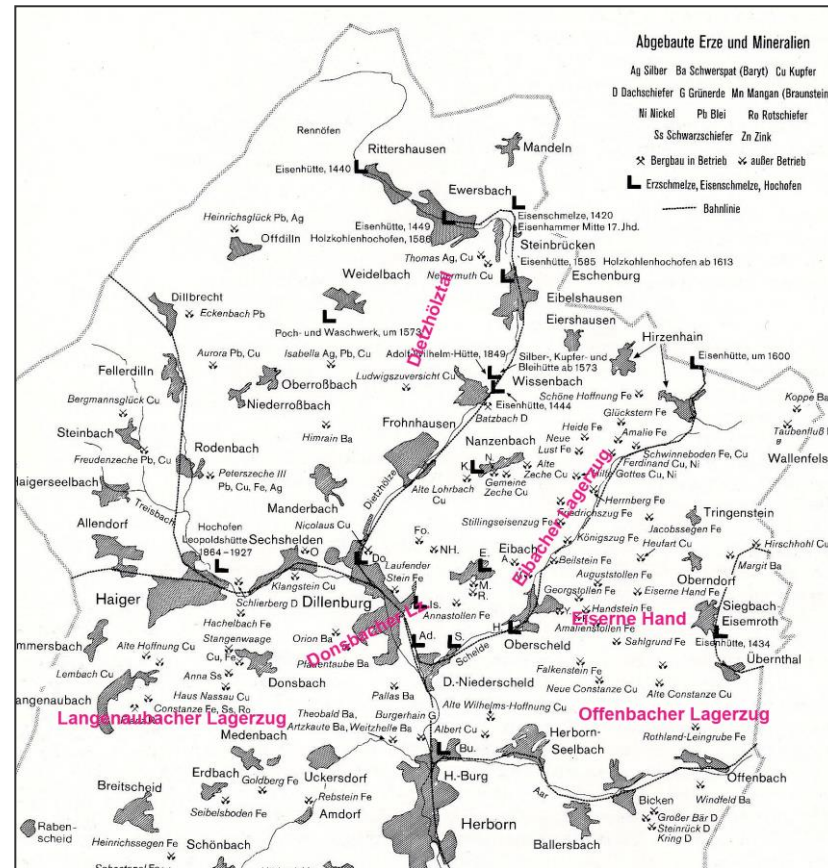 Abgebaute Erze und Mineralien
Ag Silber Ba Schwerspat (Baryt) Cu Kupfer
D Dachschiefer G Grünerde Mn Mangan (Braunstein
Ni Nickel Pb Blei Ro Rotschiefer
Ss Schwarzschiefer Zn Zink
Bergbau in Betrieb außer Betrieb
Erzschmelze, Eisenschmelze, Hochofen
Bahnlinie
Rennöfen
Rittershausen
Eisenhütte, 1440
Mandeln
Ewersbach
Eisenhütte, 1449
Holzkohlenhochofen, 1586
Eisenschmelze, 1420
Eisenhammer Mitte 17. Jhd.
Heinrichsglück Pb, Ag
Offdilln
Steinbrücken
Thomas Ag, Cu
Eisenhütte, 1585 Holzkohlenhochofen ab 1613
Weidelbach
Neuermuth Cu
Eschenburg
Eibelshausen
Dietzhölztal
Dillbrecht
Eckenbach Pb
Poch- und Waschwerk, um 1573
Eiershausen
Hirzenhain
Aurora Pb, Cu
Isabella Ag, Pb, Cu
Adolf-Wilhelm-Hütte, 1849
Silber-, Kupfer- und
Bleihütte ab 1573
Eisenhütte, um 1600
Fellerdilln
Oberroßbach
Ludwigszuversicht Cu
Wissenbach
Bergmannsglück Cu
Niederroßbach
Eisenhütte, 1444
Schöne Hoffnung Fe
Koppe Ba
Batzbach D
Glückstern Fe
Steinbach
Himrain Ba
Frohnhausen
Nanzenbach
Heide Fe
Amalie Fe
Taubenfluß
Neue
Lust Fe
Rodenbach
Freudenzeche Pb, Cu
Schwinneboden Fe, Cu
Wallenfels
N.
K.
Alte
Zeche Cu
Ferdinand Cu, Ni
Peterszeche III
Pb, Cu, Fe, Ag
Gemeine
Zeche Cu
Hilfe Gottes Cu, Ni
Haigerseelbach
Dietzhölze
Alte Lohrbach
Cu
Herrnberg Fe
Treisbach
Manderbach
Tringenstein
Allendorf
Hochofen
Leopoldshütte
1864-1927
Nicolaus Cu
Friedrichszug Fe
Jacobssegen Fe
Stillingseisenzug Fe
Eibacher Lagerzug
Sechshelden
O
Fo.
NH.
Königszug Fe
Hirschhohl Cu
Do.
E.
Eibach
A.
Beilstein Fe
Heufart Cu
Margit Ba
Laufender
Stein Fe
Auguststollen Fe
Oberndorf
Klangstein Cu
M.
R.
Georgstollen Fe
Eiserne Hand Fe
Haiger
Schlierberg D
Dillenburg
Is.
Annastollen Fe
Handstein Fe
Siegbach
Eisemroth
Eiserne Hand
Hachelbach Fe
Donsbacher Lz
Amalienstollen Fe
Stangenwaage
Cu, Fe
Orion Ba
Ad.
S.
H.
Oberscheld
Sahlgrund Fe
Eisenhütte, 1434
Alte Hoffnung Cu
Schelde
Übernthal
Lombach Cu
Anna Ss
Donsbach
D.-Niederscheld
Falkenstein Fe
Haus Nassau Cu
Pallas Ba
Neue Constanze Cu
Alte Constanze Cu
Constanze Fe, Ss, Ro
Alte Wilhelms-Hoffnung Cu
Langenaubacher Lagerzug
Offenbacher Lagerzug
Theobald Ba,
Artzkaute Ba, Weitzhelle Ba
Burgerhain G
Albert Cu
Rothland-Leingrube Fe
Medenbach
Bu.
Herborn-
Seelbach
Erdbach
Goldberg Fe
Uckersdorf
H.-Burg
Offenbach
Aar
Breitscheid
Rebstein Fe
Bicken
Windfeld Ba
Seibelsboden Fe
Amdorf
Großer Bär D
Steinrück D
Kring D
Raben-
scheid
Heinrichssegen Fe
Schönbach
Herborn
Ballersbach